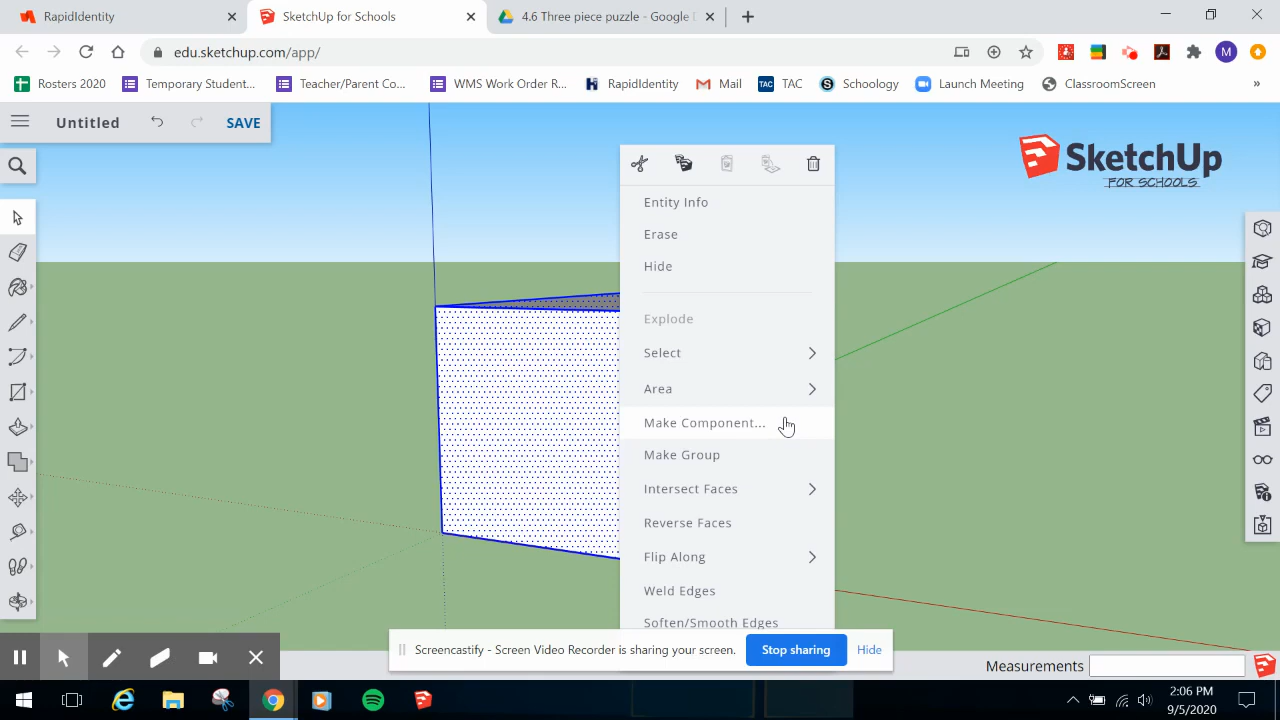 RapidIdentity
SketchUp for Schools
4.6 Three piece puzzle - Google
edu.sketchup.com/app/
M
Rosters 2020
Temporary Student...
Teacher/Parent Co...
WMS Work Order R...
RapidIdentity
Mail
TAC TAC
Schoology
Launch Meeting
ClassroomScreen
»
Untitled
SAVE
SketchUp
FOR SCHOOLS
Entity Info
Erase
Hide
Explode
Select
Area
Make Component...
Make Group
Intersect Faces
Reverse Faces
Flip Along
Weld Edges
Soften/Smooth Edges
Screencastify - Screen Video Recorder is sharing your screen.
Stop sharing
Hide
Measurements
2:06 PM
9/5/2020